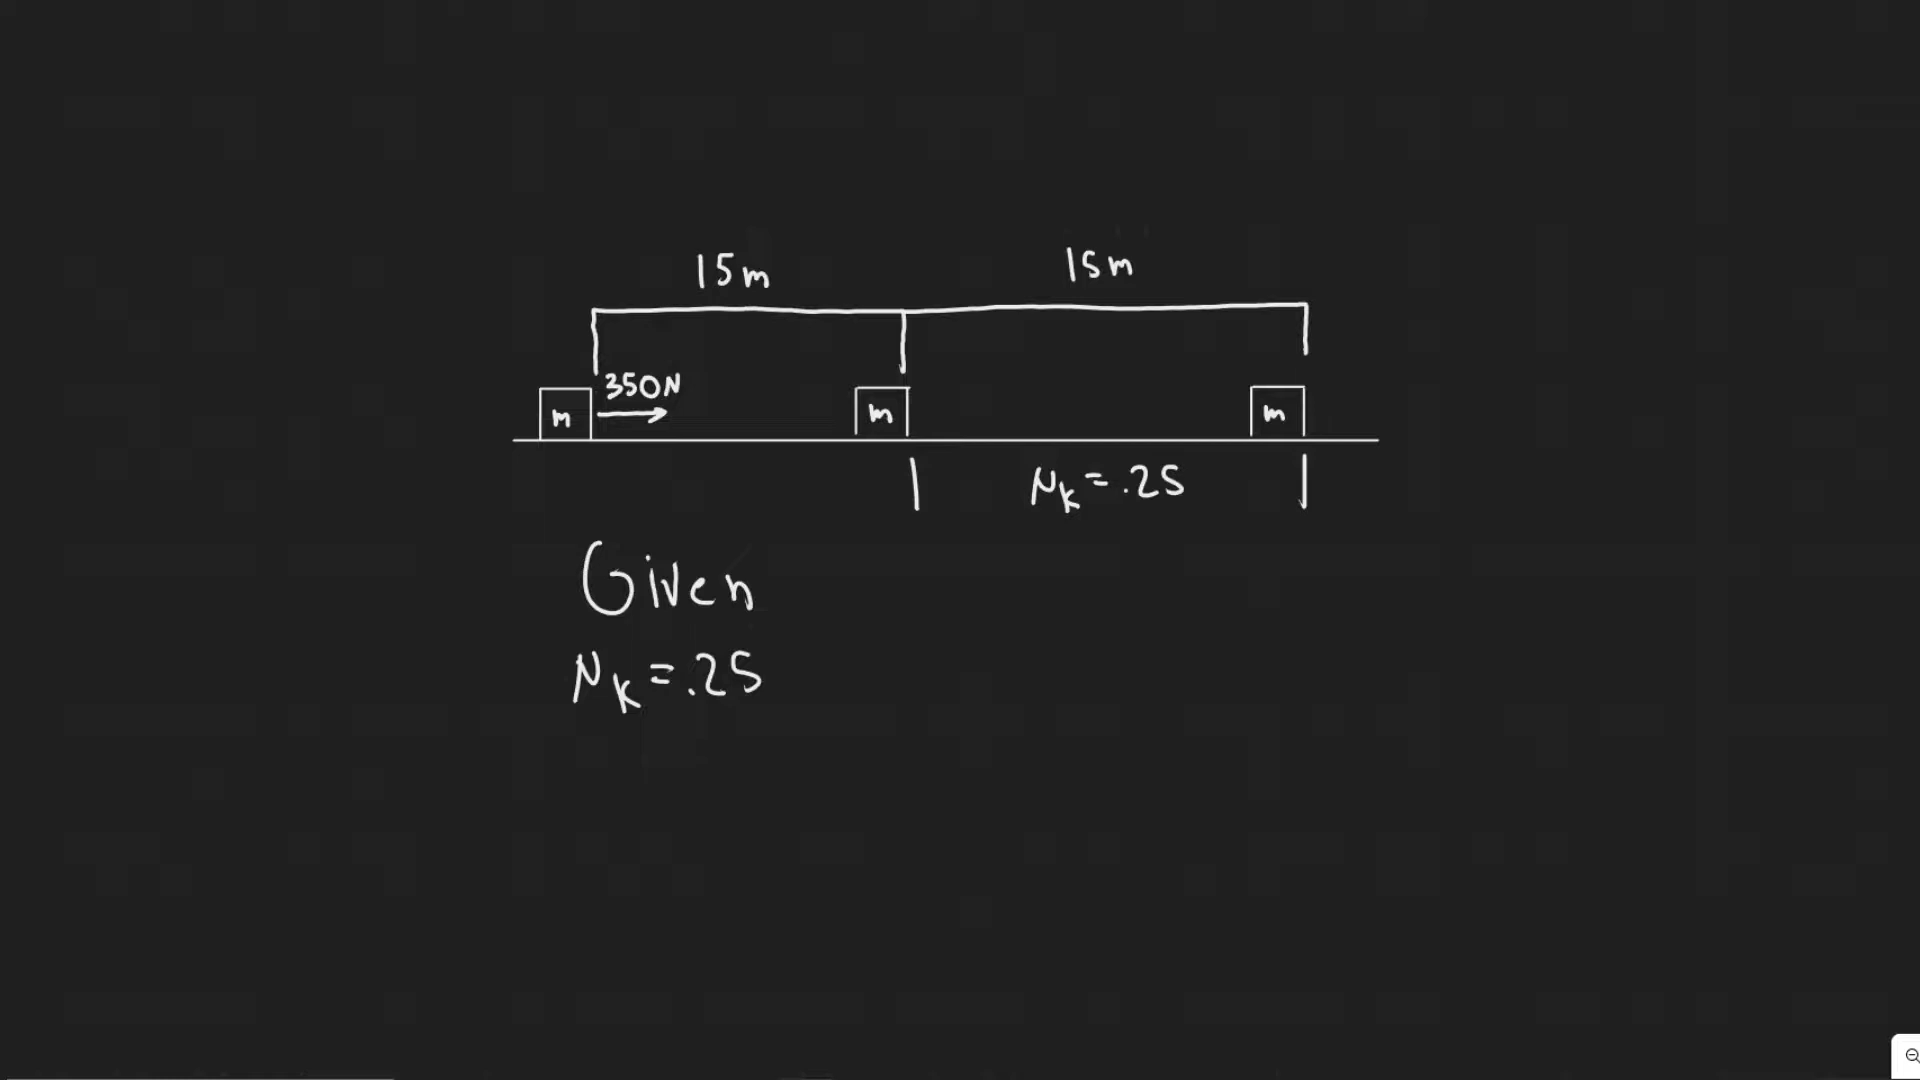 15m
15m
350N
m
m
m
μk = .25
Given
μk = .25